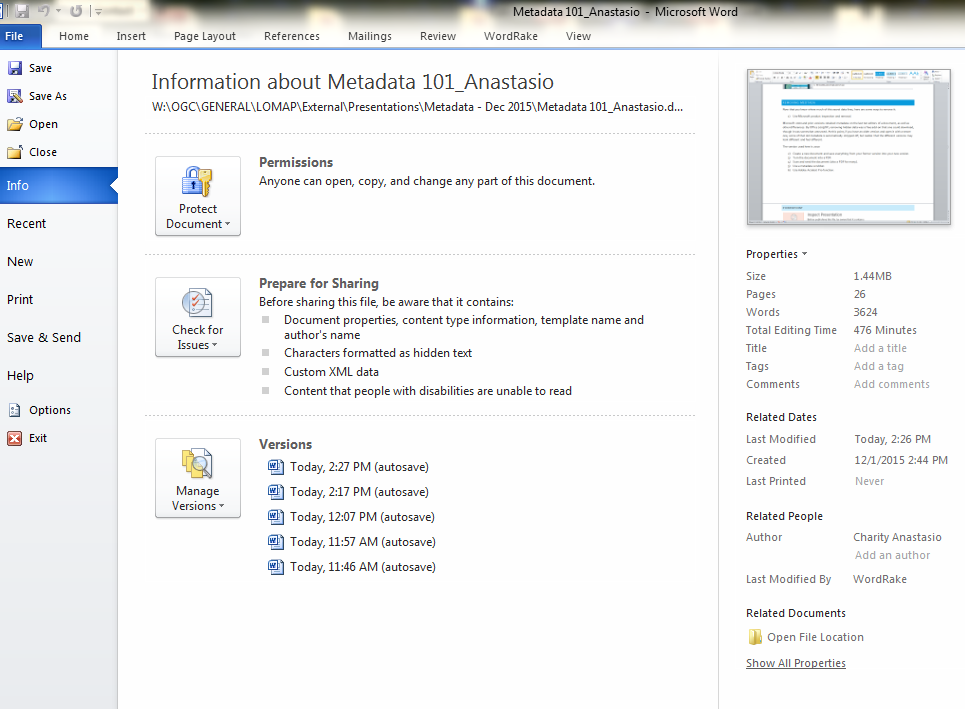 Metadata 101_Anastasio - Microsoft Word
File Home Insert Page Layout References Mailings Review WordRake View
Save
Save As
Open
Close
Info
Recent
New
Print
Save & Send
Help
Options
Exit
Information about Metadata 101_Anastasio
W:\OGC\GENERAL\LOMAP\External\Presentations\Metadata - Dec 2015\Metadata 101_Anastasio.d...
Protect
Document
Permissions
Anyone can open, copy, and change any part of this document.
Check for
Issues
Prepare for Sharing
Before sharing this file, be aware that it contains:
Document properties, content type information, template name and
author's name
Characters formatted as hidden text
Custom XML data
Content that people with disabilities are unable to read
Manage
Versions
Versions
Today, 2:27 PM (autosave)
Today, 2:17 PM (autosave)
Today, 12:07 PM (autosave)
Today, 11:57 AM (autosave)
Today, 11:46 AM (autosave)
Properties
Size 1.44MB
Pages 26
Words 3624
Total Editing Time 476 Minutes
Title Add a title
Tags Add a tag
Comments Add comments
Related Dates
Last Modified Today, 2:26 PM
Created 12/1/2015 2:44 PM
Last Printed Never
Related People
Author Charity Anastasio
Add an author
Last Modified By WordRake
Related Documents
Open File Location
Show All Properties